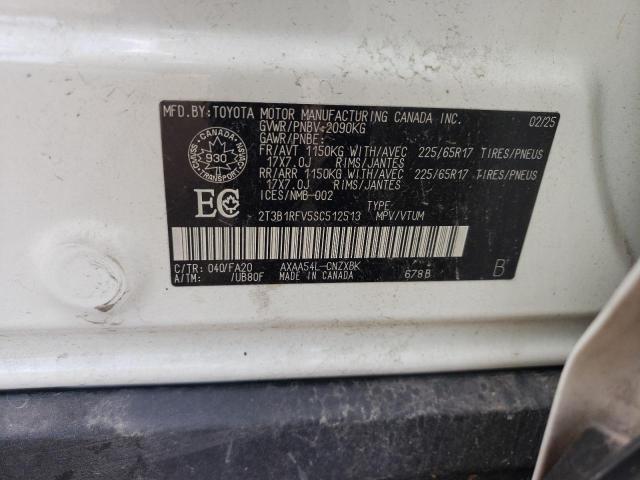 MFD.BY:TOYOTA MOTOR MANUFACTURING CANADA INC. 02/25
GVWR/PNBV 2090KG
GAWR/PNBE:
FR/AVT 1150KG WITH/AVEC 225/65R17 TIRES/PNEUS
17X7.0J RIMS/JANTES
RR/ARR 1150KG WITH/AVEC 225/65R17 TIRES/PNEUS
17X7.0J RIMS/JANTES
ICES/NMB-002
TYPE
2T3B1RFV5SC512513 MPV/VTUM
CANADA
930
TRANSPORT
EC
C/TR: 040/FA20 AXAA54L-CNZXBK 678B B
A/TM: /UB80F MADE IN CANADA